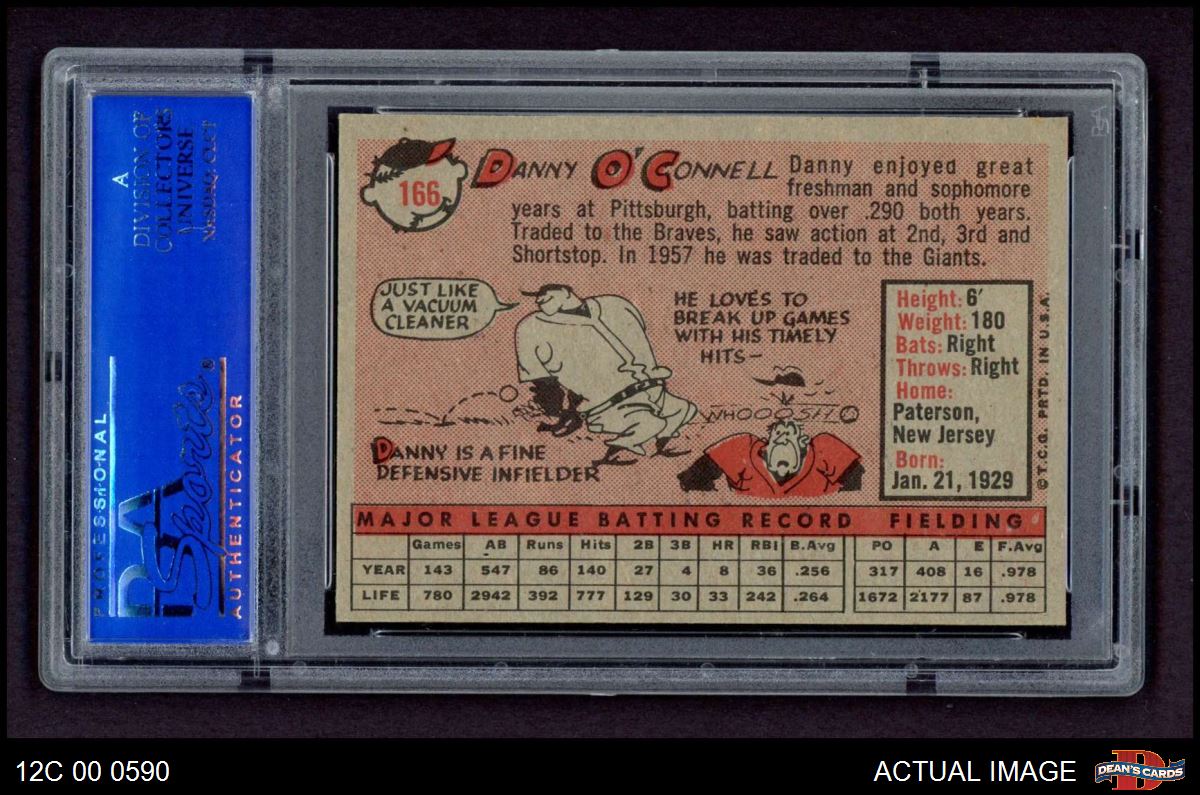 A
DIVISION OF
COLLECTORS
UNIVERSE
NASDAQ: CLCT
PROFESSIONAL
PSA
Sports ®
AUTHENTICATOR
166
DANNY O'CONNELL
Danny enjoyed great
freshman and sophomore
years at Pittsburgh, batting over .290 both years.
Traded to the Braves, he saw action at 2nd, 3rd and
Shortstop. In 1957 he was traded to the Giants.
JUST LIKE
A VACUUM
CLEANER
HE LOVES TO
BREAK UP GAMES
WITH HIS TIMELY
HITS—
WHOOOSH
DANNY IS A FINE
DEFENSIVE INFIELDER
Height: 6'
Weight: 180
Bats: Right
Throws: Right
Home:
Paterson,
New Jersey
Born:
Jan. 21, 1929
©T.C.G. PRTD. IN U.S.A.
MAJOR LEAGUE BATTING RECORD FIELDING
Games AB Runs Hits 2B 3B HR RBI B.Avg PO A E F.Avg
YEAR 143 547 86 140 27 4 8 36 .256 317 408 16 .978
LIFE 780 2942 392 777 129 30 33 242 .264 1672 2177 87 .978
12C 00 0590
ACTUAL IMAGE
D
DEAN'S CARDS